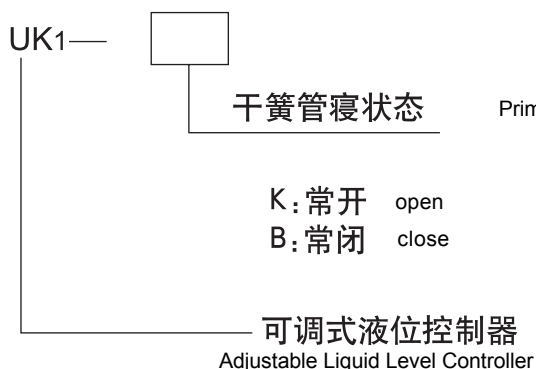 UK1—
干簧管寝状态 Prim
K:常开 open
B:常闭 close
可调式液位控制器
Adjustable Liquid Level Controller